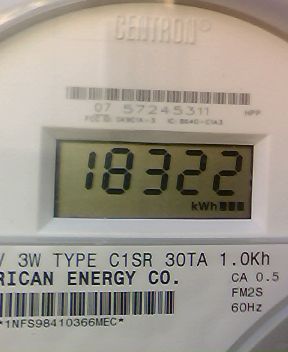 CENTRON®
07 57245311 HPP
18322
kWh
V 3W TYPE C1SR 30TA 1.0Kh
RICAN ENERGY CO.
CA 0.5
FM2S
60Hz
*1NFS98410366MEC*